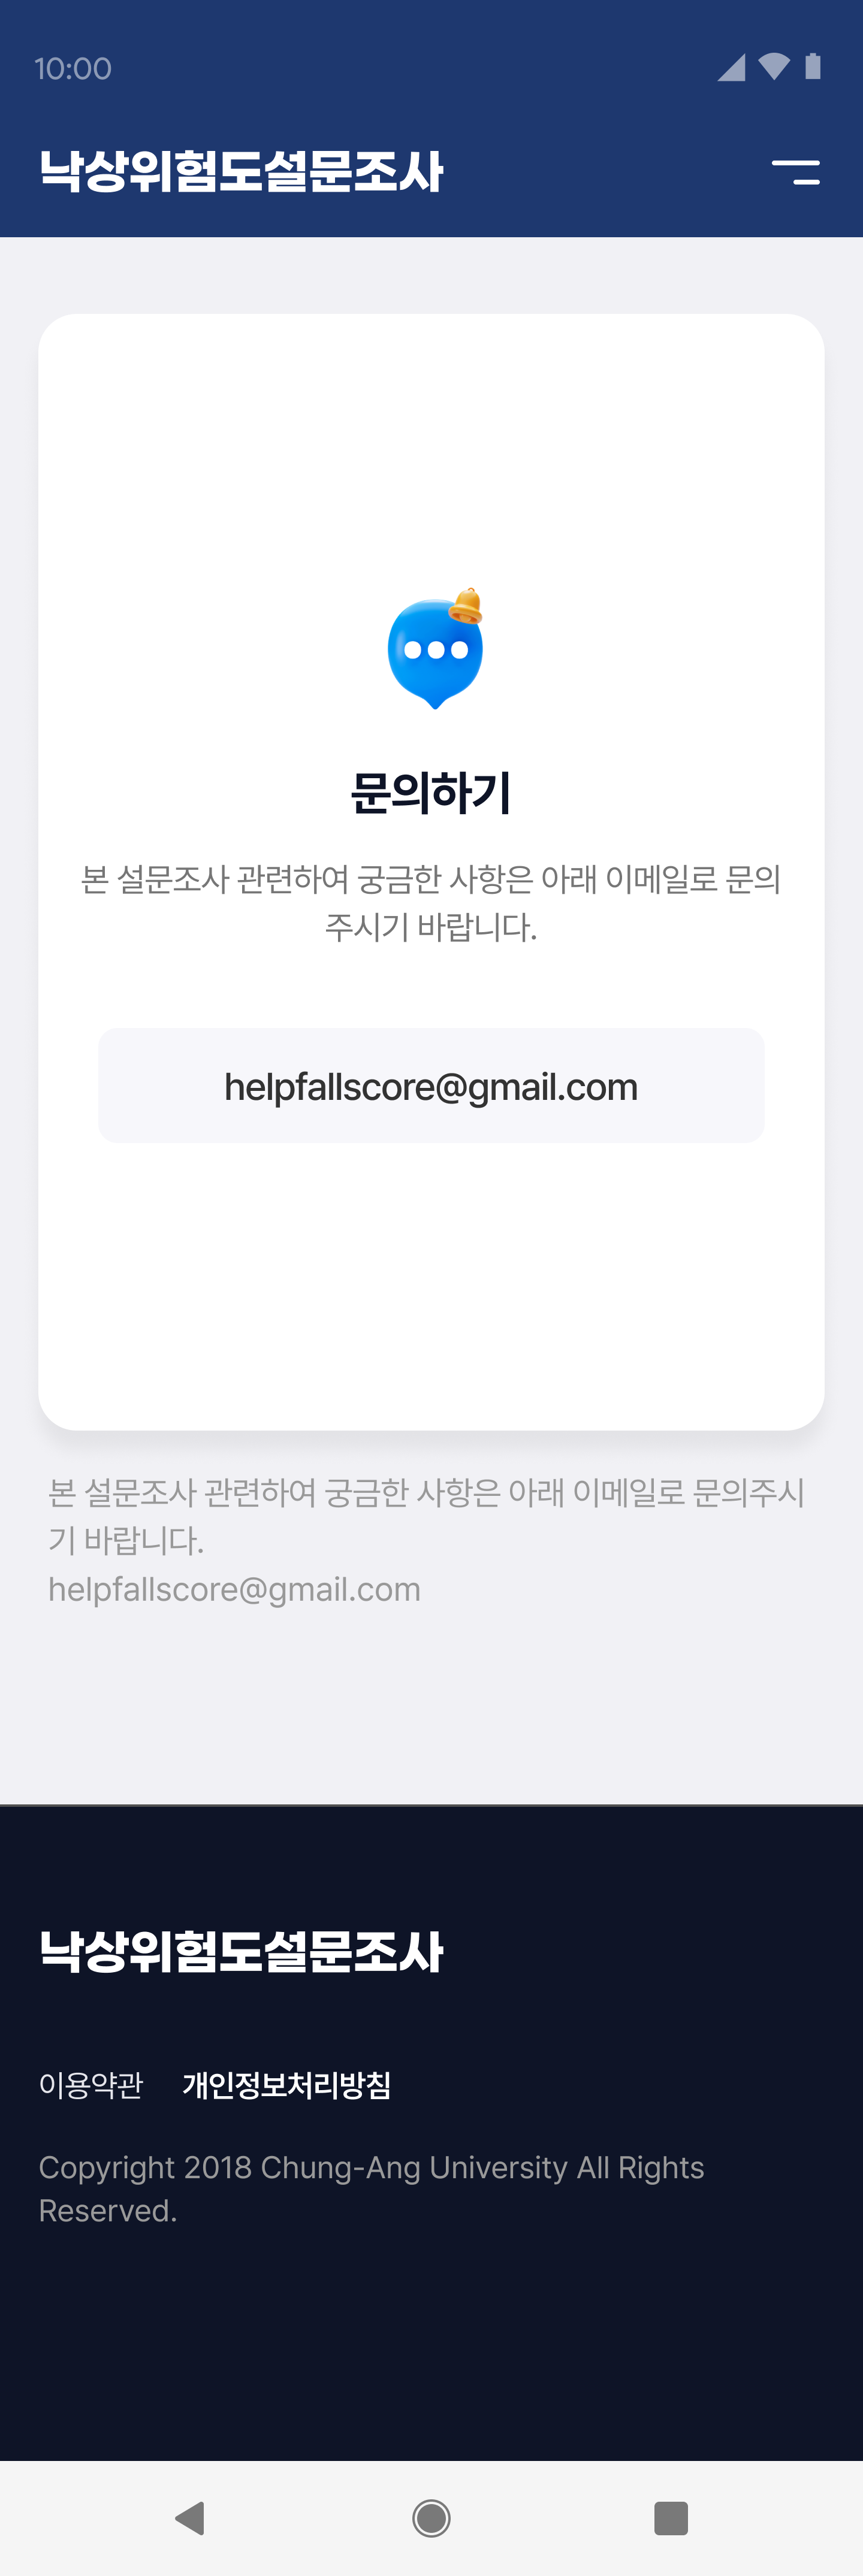 10:00
낙상위험도설문조사
문의하기
본 설문조사 관련하여 궁금한 사항은 아래 이메일로 문의
주시기 바랍니다.
helpfallscore@gmail.com
본 설문조사 관련하여 궁금한 사항은 아래 이메일로 문의주시
기 바랍니다.
helpfallscore@gmail.com
낙상위험도설문조사
이용약관 개인정보처리방침
Copyright 2018 Chung-Ang University All Rights
Reserved.